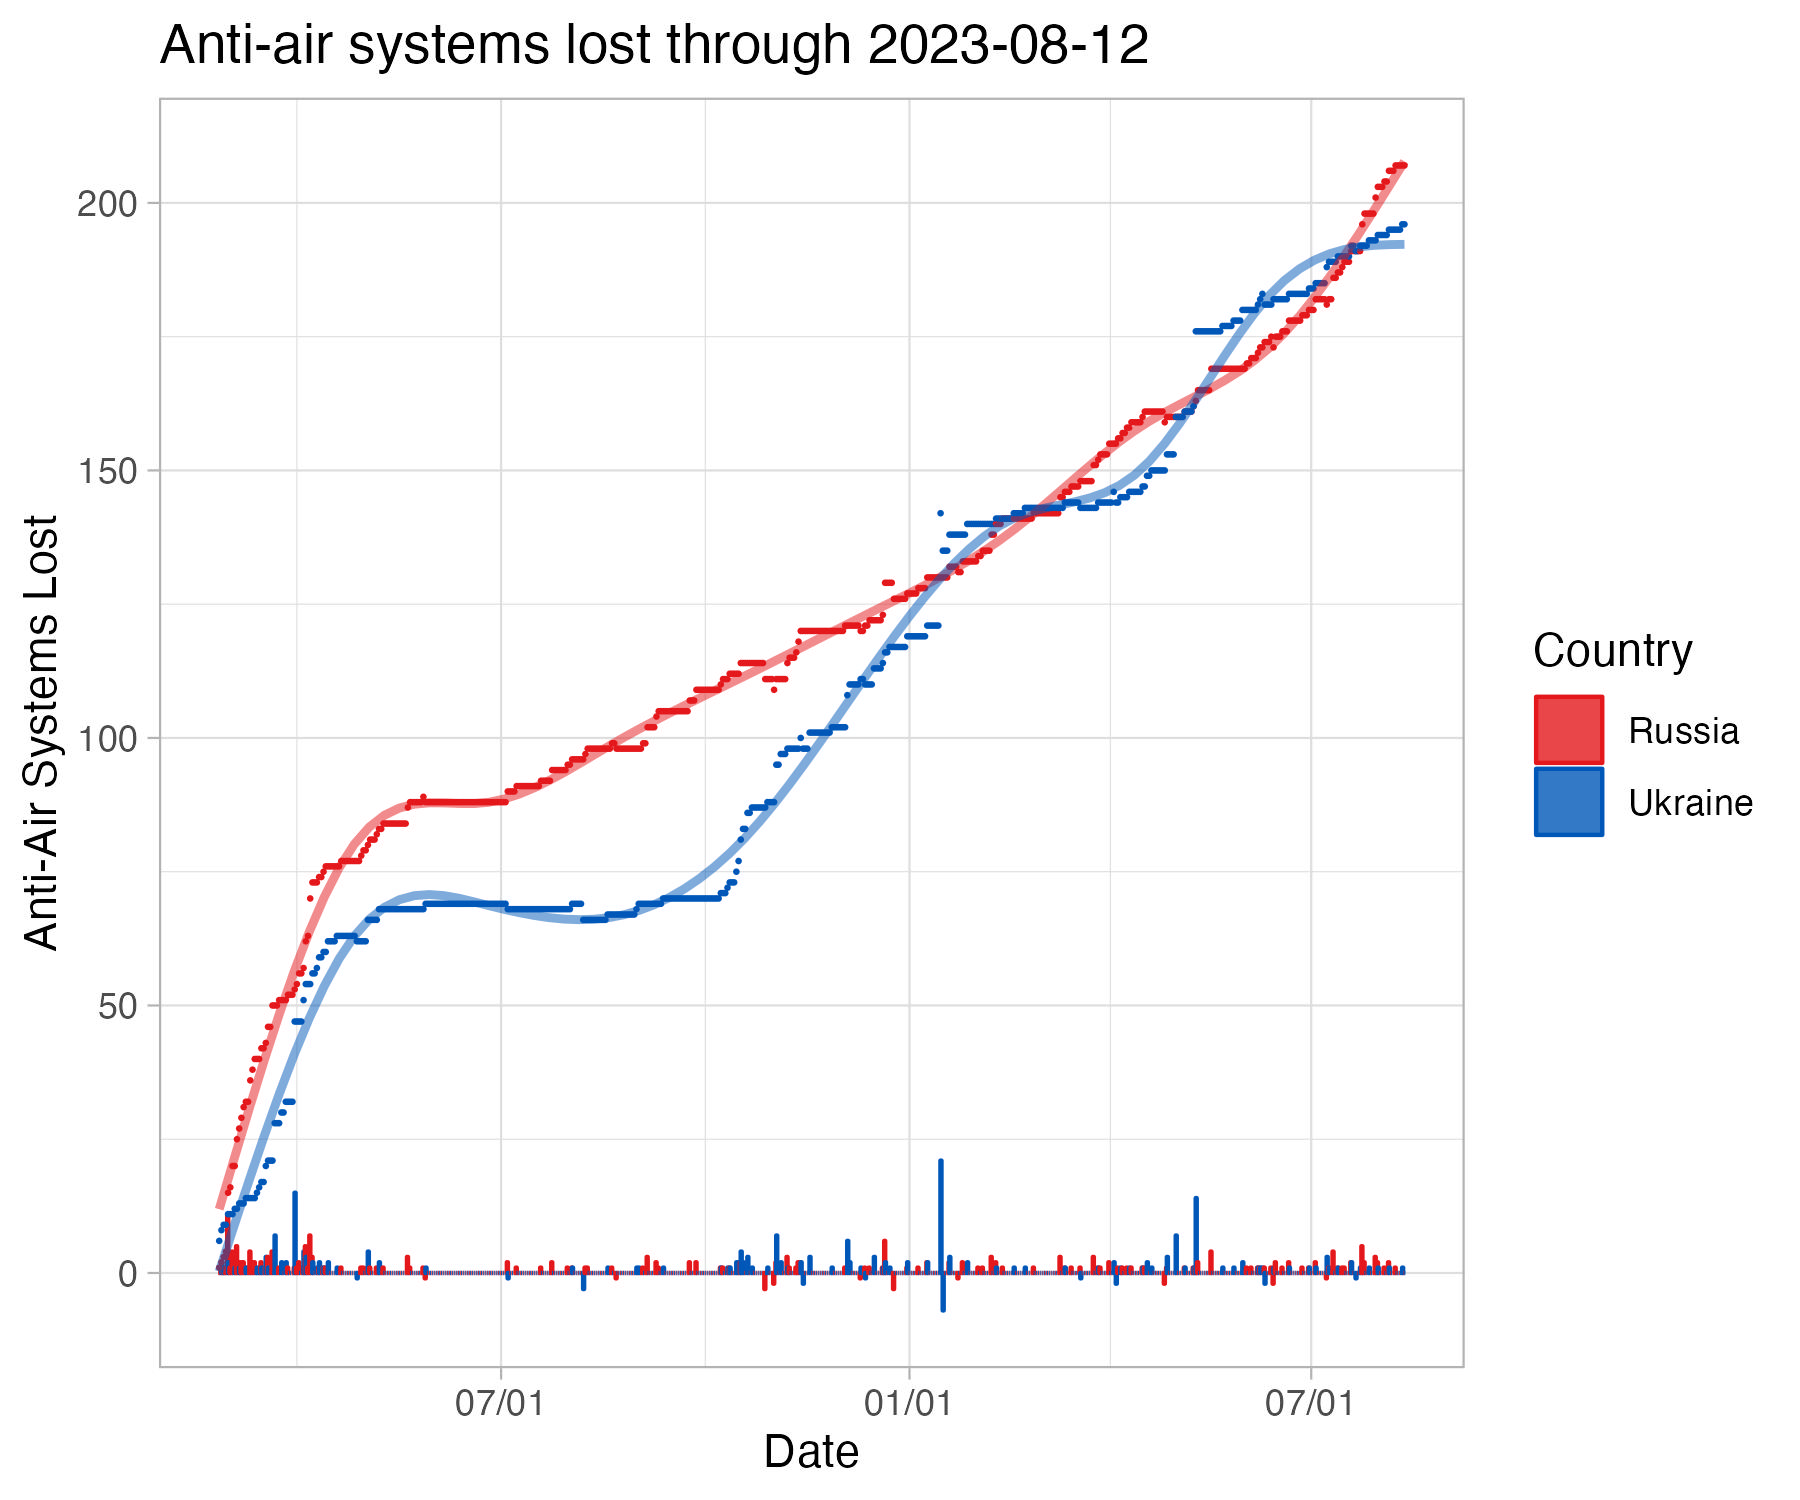 Anti-air systems lost through 2023-08-12
Anti-Air Systems Lost
200
150
100
50
0
07/01
01/01
07/01
Date
Country
Russia
Ukraine